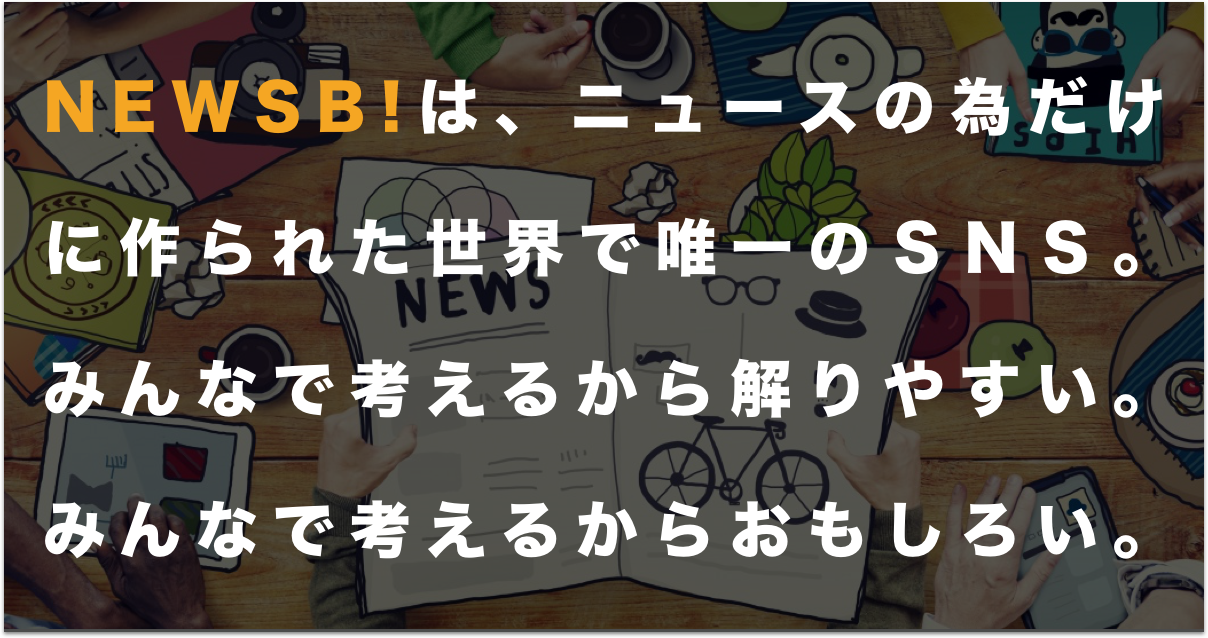 NEWSB!は、ニュースの為だけ
に作られた世界で唯一のSNS。
みんなで考えるから解りやすい。
みんなで考えるからおもしろい。
NEWS